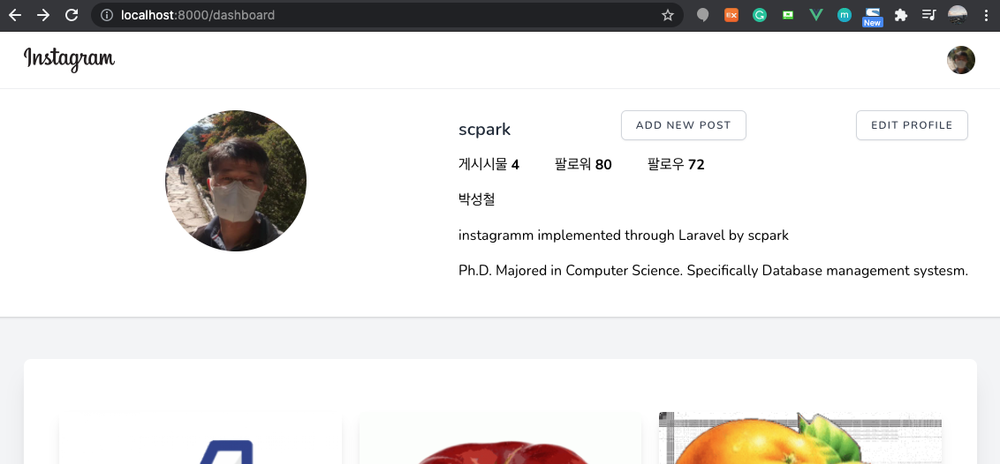 localhost:8000/dashboard
EX
m
New
Instagram
scpark
ADD NEW POST
EDIT PROFILE
게시시물 4 팔로워 80 팔로우 72
박성철
instagramm implemented through Laravel by scpark
Ph.D. Majored in Computer Science. Specifically Database management systesm.